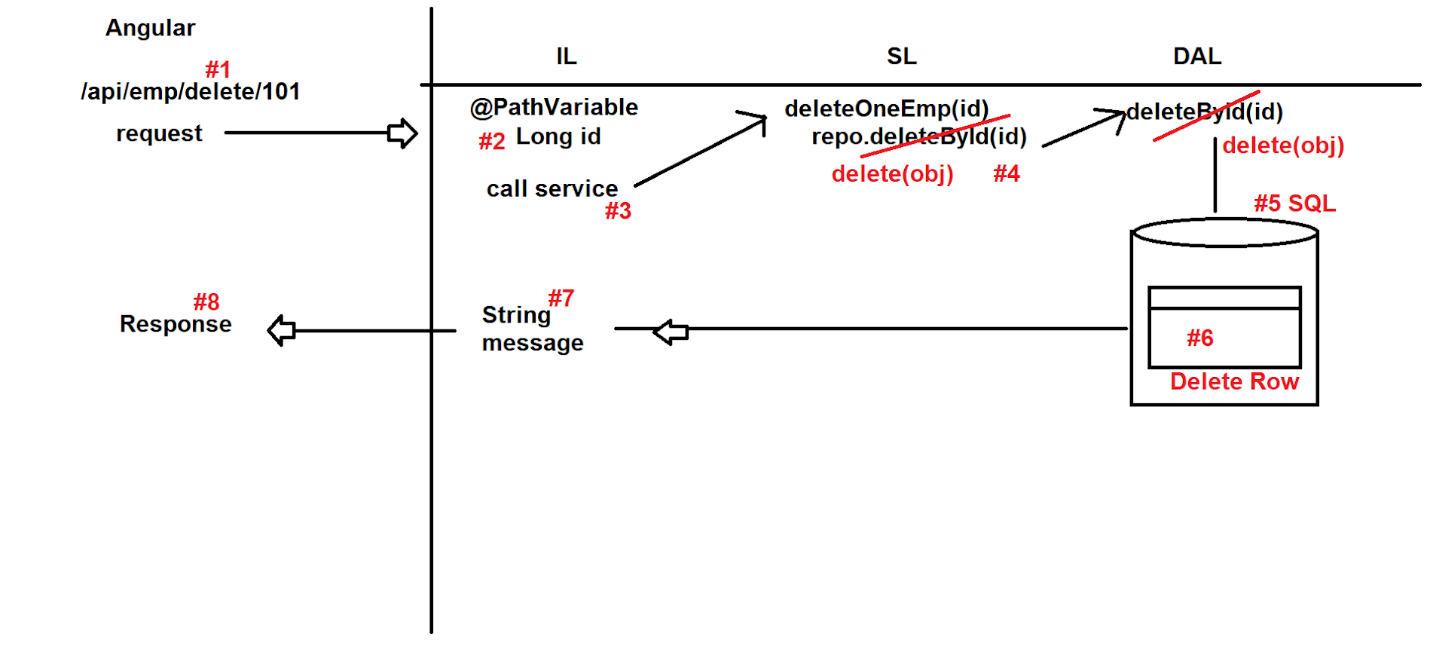 Angular
IL
SL
DAL
#1
/api/emp/delete/101
request
@PathVariable
#2 Long id
call service
#3
deleteOneEmp(id)
repo.deleteById(id)
delete(obj) #4
deleteById(id)
delete(obj)
#5 SQL
#6
Delete Row
#7
String
message
#8
Response